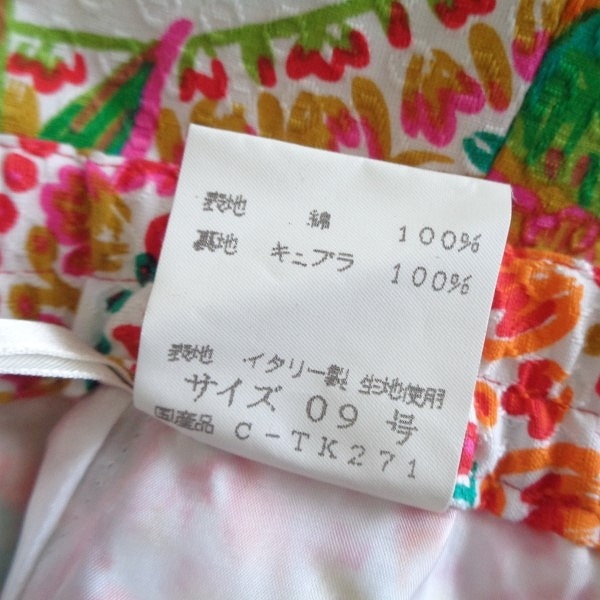 表地 綿 100%
裏地 キュプラ 100%
表地 イタリー製 生地使用
サイズ 09 号
国産品 C-TK271